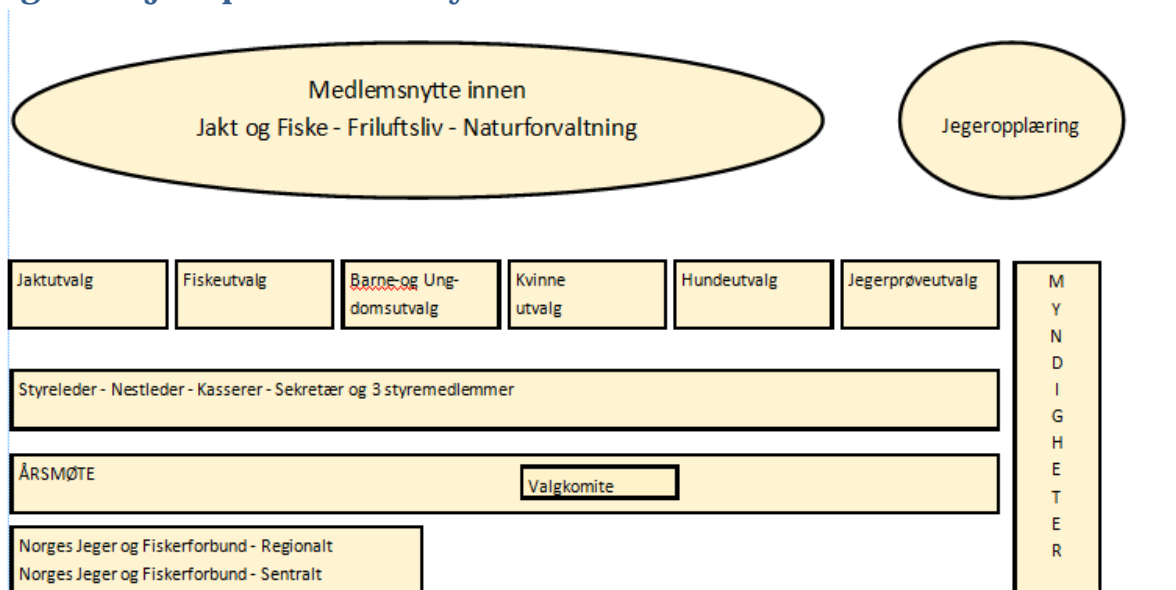 Medlemsnytte innen
Jakt og Fiske - Friluftsliv - Naturforvaltning
Jegeropplæring
Jaktutvalg
Fiskeutvalg
Barne-og Ung-
domsutvalg
Kvinne
utvalg
Hundeutvalg
Jegerprøveutvalg
M
Y
N
D
I
G
H
E
T
E
R
Styreleder - Nestleder - Kasserer - Sekretær og 3 styremedlemmer
ÅRSMØTE
Valgkomite
Norges Jeger og Fiskerforbund - Regionalt
Norges Jeger og Fiskerforbund - Sentralt